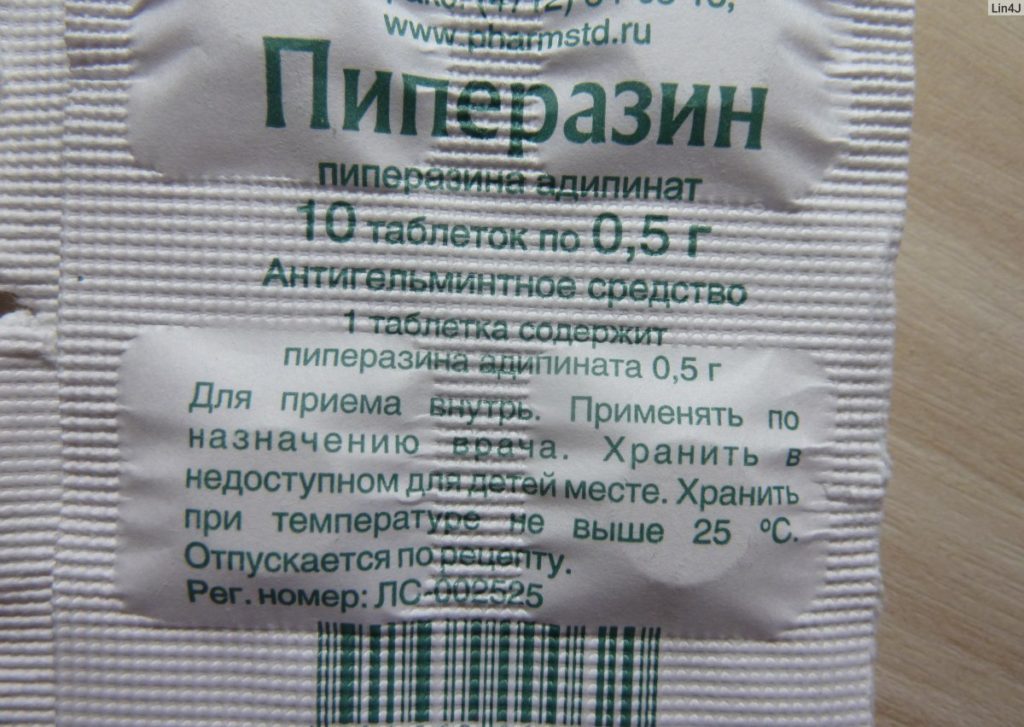 Lin4J
www.pharmstd.ru
Пиперазин
пиперазина адипинат
10 таблеток по 0,5 г
Антигельминтное средство
1 таблетка содержит
пиперазина адипината 0,5 г
Для приема внутрь. Применять по
назначению врача. Хранить в
недоступном для детей месте. Хранить
при температуре не выше 25 ºС.
Отпускается по рецепту.
Рег. номер: ЛС-002525